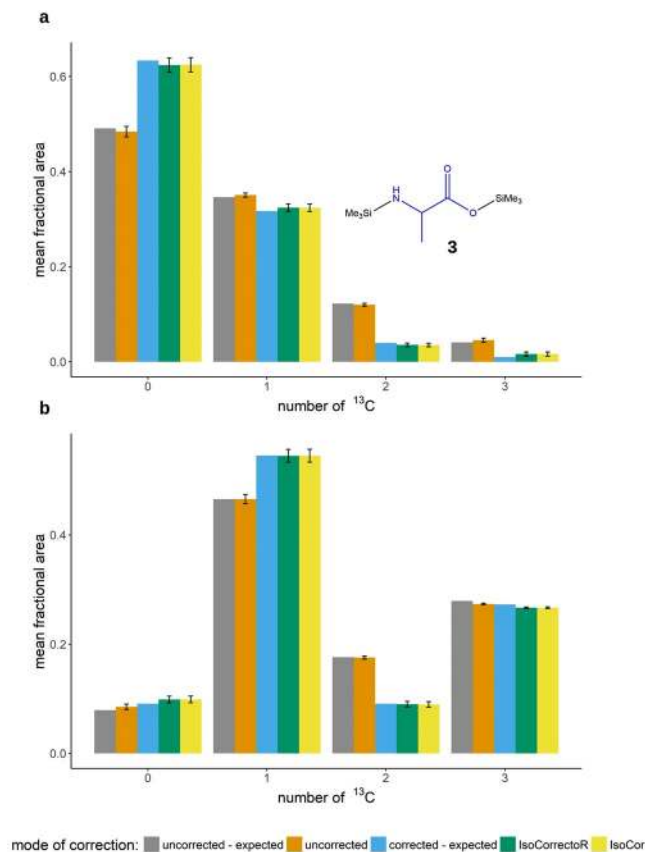 a
mean fractional area
0.6
0.4
0.2
0.0
O
H
N
Me₃Si
O
SiMe₃
3
0 1 2 3
number of ¹³C
b
mean fractional area
0.4
0.2
0.0
0 1 2 3
number of ¹³C
mode of correction: uncorrected - expected uncorrected corrected - expected IsoCorrectoR IsoCor